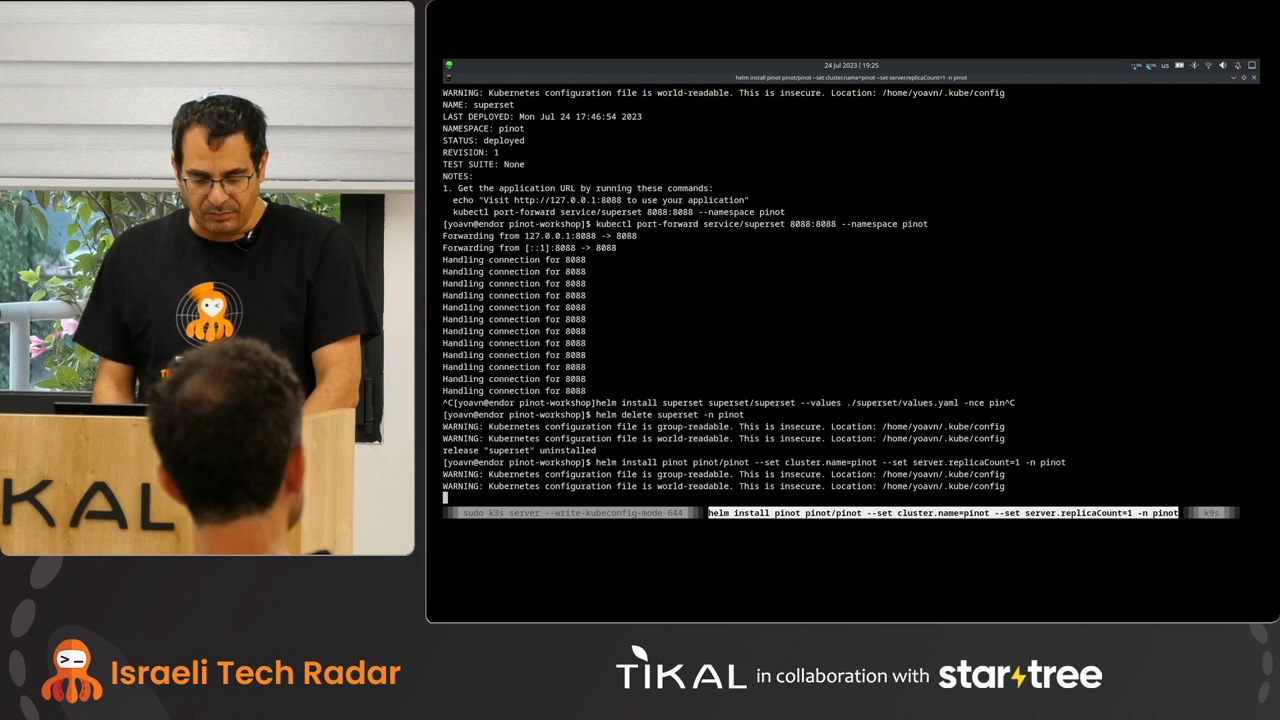 24 Jul 2023 | 19:25
us
helm install pinot pinot/pinot --set cluster.name=pinot --set server.replicaCount=1 -n pinot
WARNING: Kubernetes configuration file is world-readable. This is insecure. Location: /home/yoavn/.kube/config
NAME: superset
LAST DEPLOYED: Mon Jul 24 17:46:54 2023
NAMESPACE: pinot
STATUS: deployed
REVISION: 1
TEST SUITE: None
NOTES:
1. Get the application URL by running these commands:
echo "Visit http://127.0.0.1:8088 to use your application"
kubectl port-forward service/superset 8088:8088 --namespace pinot
[yoavn@endor pinot-workshop]$ kubectl port-forward service/superset 8088:8088 --namespace pinot
Forwarding from 127.0.0.1:8088 -> 8088
Forwarding from [::1]:8088 -> 8088
Handling connection for 8088
Handling connection for 8088
Handling connection for 8088
Handling connection for 8088
Handling connection for 8088
Handling connection for 8088
Handling connection for 8088
Handling connection for 8088
Handling connection for 8088
Handling connection for 8088
Handling connection for 8088
Handling connection for 8088
^C[yoavn@endor pinot-workshop]helm install superset superset/superset --values ./superset/values.yaml -nce pin^C
[yoavn@endor pinot-workshop]$ helm delete superset -n pinot
WARNING: Kubernetes configuration file is group-readable. This is insecure. Location: /home/yoavn/.kube/config
WARNING: Kubernetes configuration file is world-readable. This is insecure. Location: /home/yoavn/.kube/config
release "superset" uninstalled
[yoavn@endor pinot-workshop]$ helm install pinot pinot/pinot --set cluster.name=pinot --set server.replicaCount=1 -n pinot
WARNING: Kubernetes configuration file is group-readable. This is insecure. Location: /home/yoavn/.kube/config
WARNING: Kubernetes configuration file is world-readable. This is insecure. Location: /home/yoavn/.kube/config
sudo k3s server --write-kubeconfig-mode 644 helm install pinot pinot/pinot --set cluster.name=pinot --set server.replicaCount=1 -n pinot k9s
KAL
Israeli Tech Radar
TIKAL in collaboration with startree